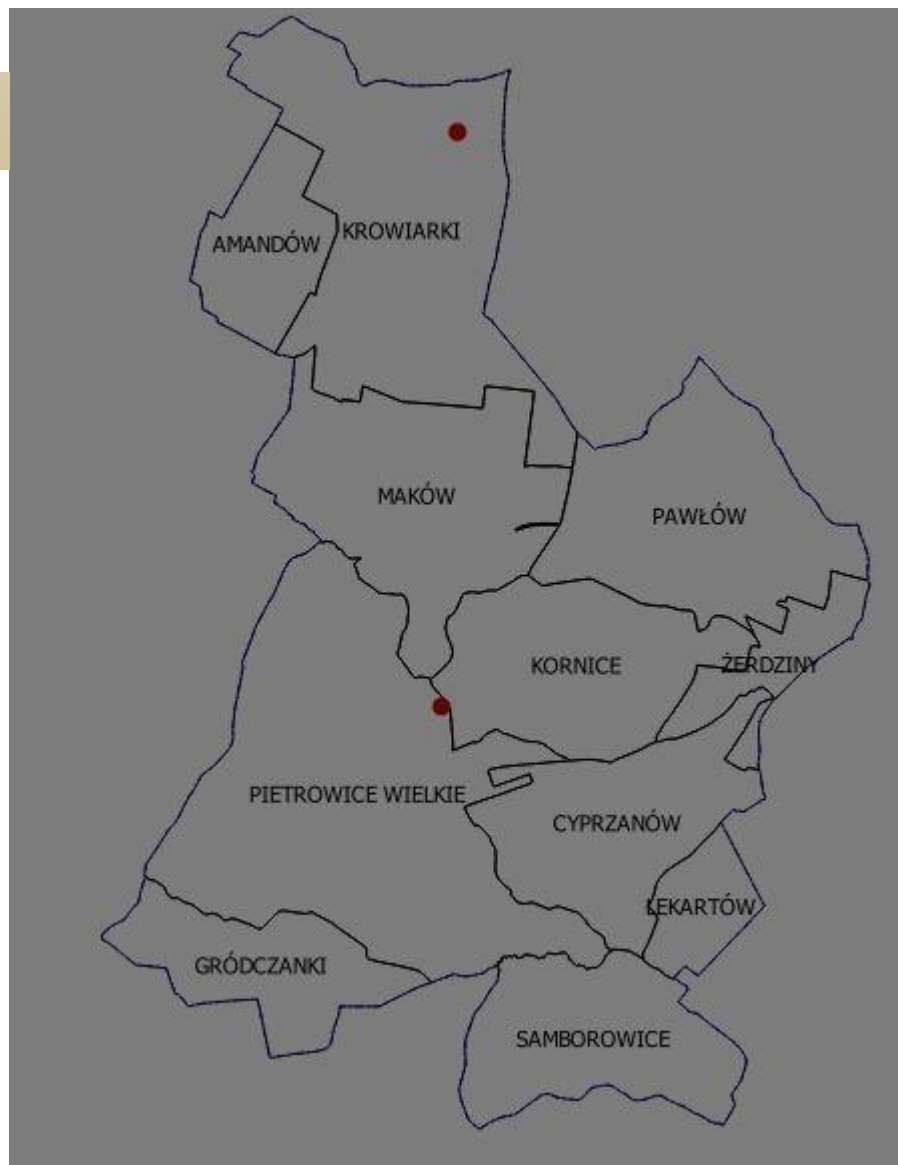 KROWIARKI
AMANDÓW
MAKÓW
PAWŁÓW
KORNICE
ŻERDZINY
PIETROWICE WIELKIE
CYPRZANÓW
LEKARTÓW
GRÓDCZANKI
SAMBOROWICE